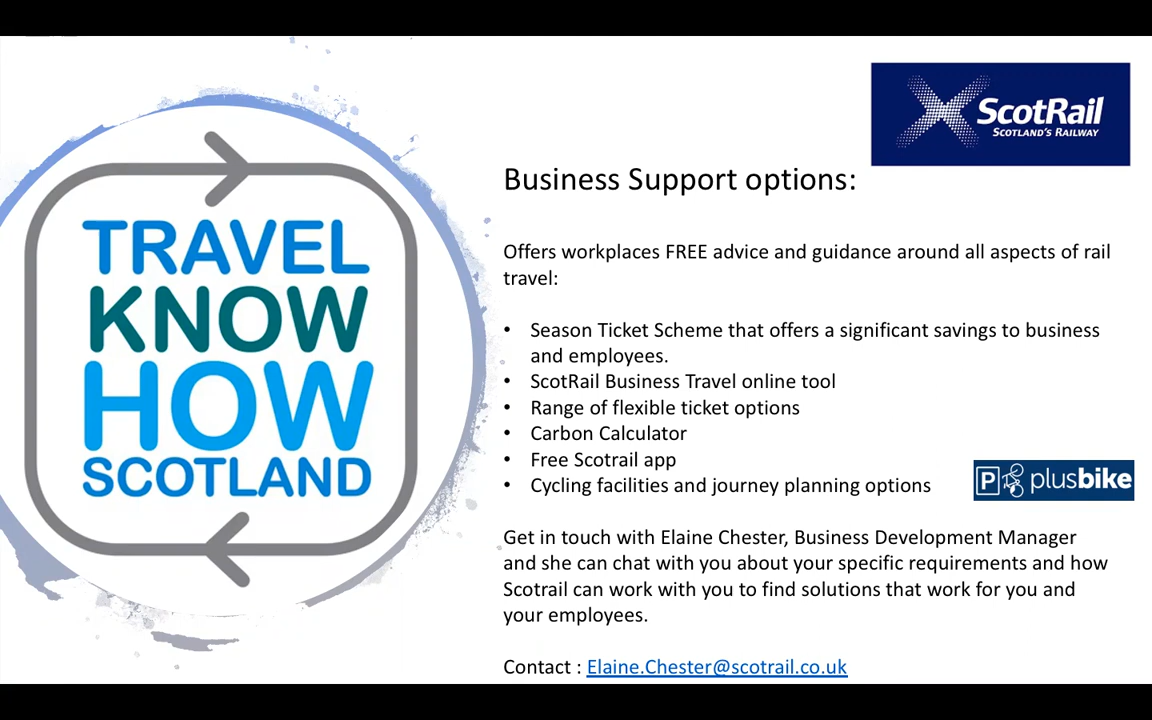 TRAVEL
KNOW
HOW
SCOTLAND
ScotRail
SCOTLAND'S RAILWAY
Business Support options:
Offers workplaces FREE advice and guidance around all aspects of rail
travel:
• Season Ticket Scheme that offers a significant savings to business
and employees.
• ScotRail Business Travel online tool
• Range of flexible ticket options
• Carbon Calculator
• Free Scotrail app
• Cycling facilities and journey planning options
P plusbike
Get in touch with Elaine Chester, Business Development Manager
and she can chat with you about your specific requirements and how
Scotrail can work with you to find solutions that work for you and
your employees.
Contact : Elaine.Chester@scotrail.co.uk